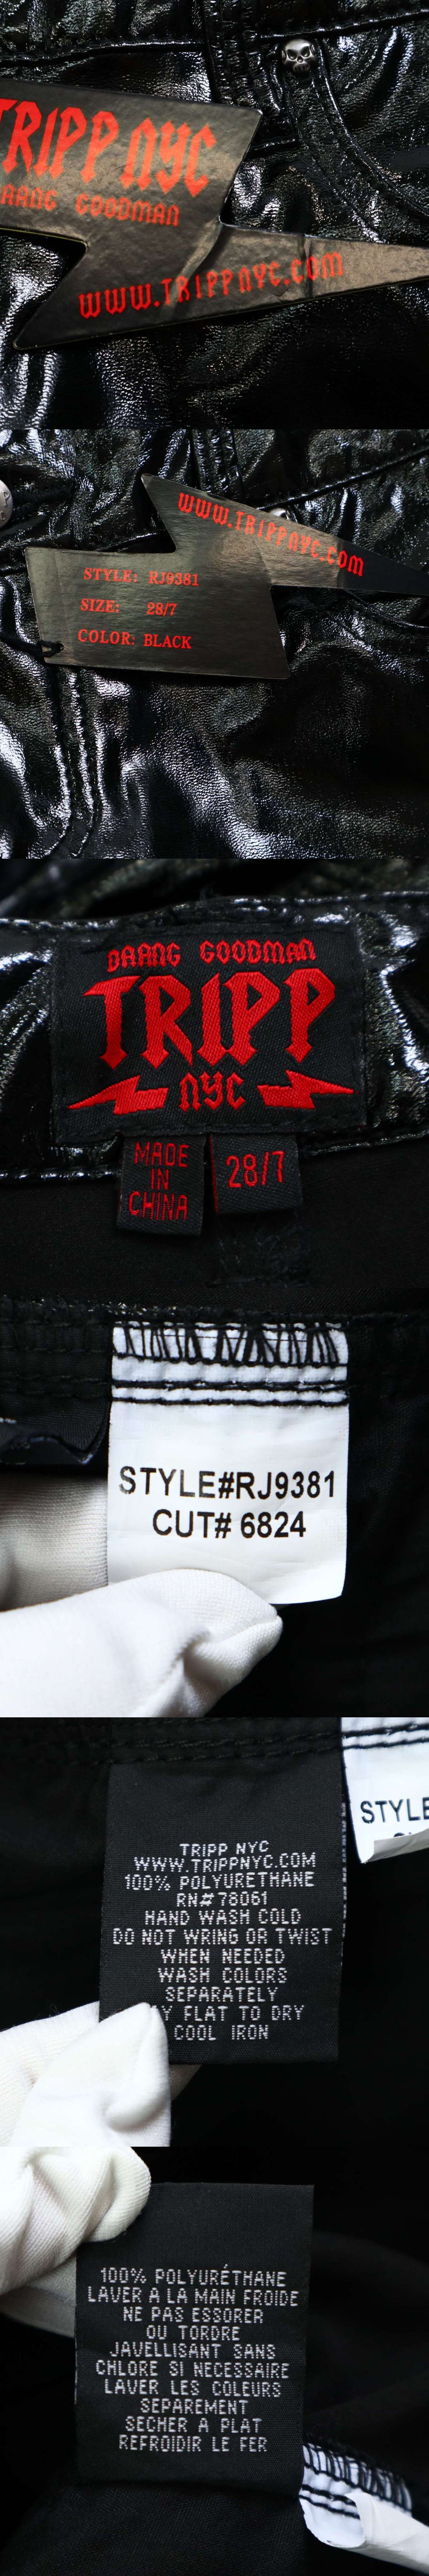 TRIPP NYC
DAANG GOODMAN
WWW.TRIPPNYC.COM
WWW.TRIPPNYC.COM
STYLE: RJ9381
SIZE: 28/7
COLOR: BLACK
DAANG GOODMAN
TRIPP
NYC
MADE
IN
CHINA
28/7
STYLE#RJ9381
CUT# 6824
STYLE
TRIPP NYC
WWW.TRIPPNYC.COM
100% POLYURETHANE
RN#78061
HAND WASH COLD
DO NOT WRING OR TWIST
WHEN NEEDED
WASH COLORS
SEPARATELY
Y FLAT TO DRY
COOL IRON
100% POLYURÉTHANE
LAVER A LA MAIN FROIDE
NE PAS ESSORER
OU TORDRE
JAVELLISANT SANS
CHLORE SI NECESSAIRE
LAVER LES COLEURS
SEPAREMENT
SECHER A PLAT
REFROIDIR LE FER